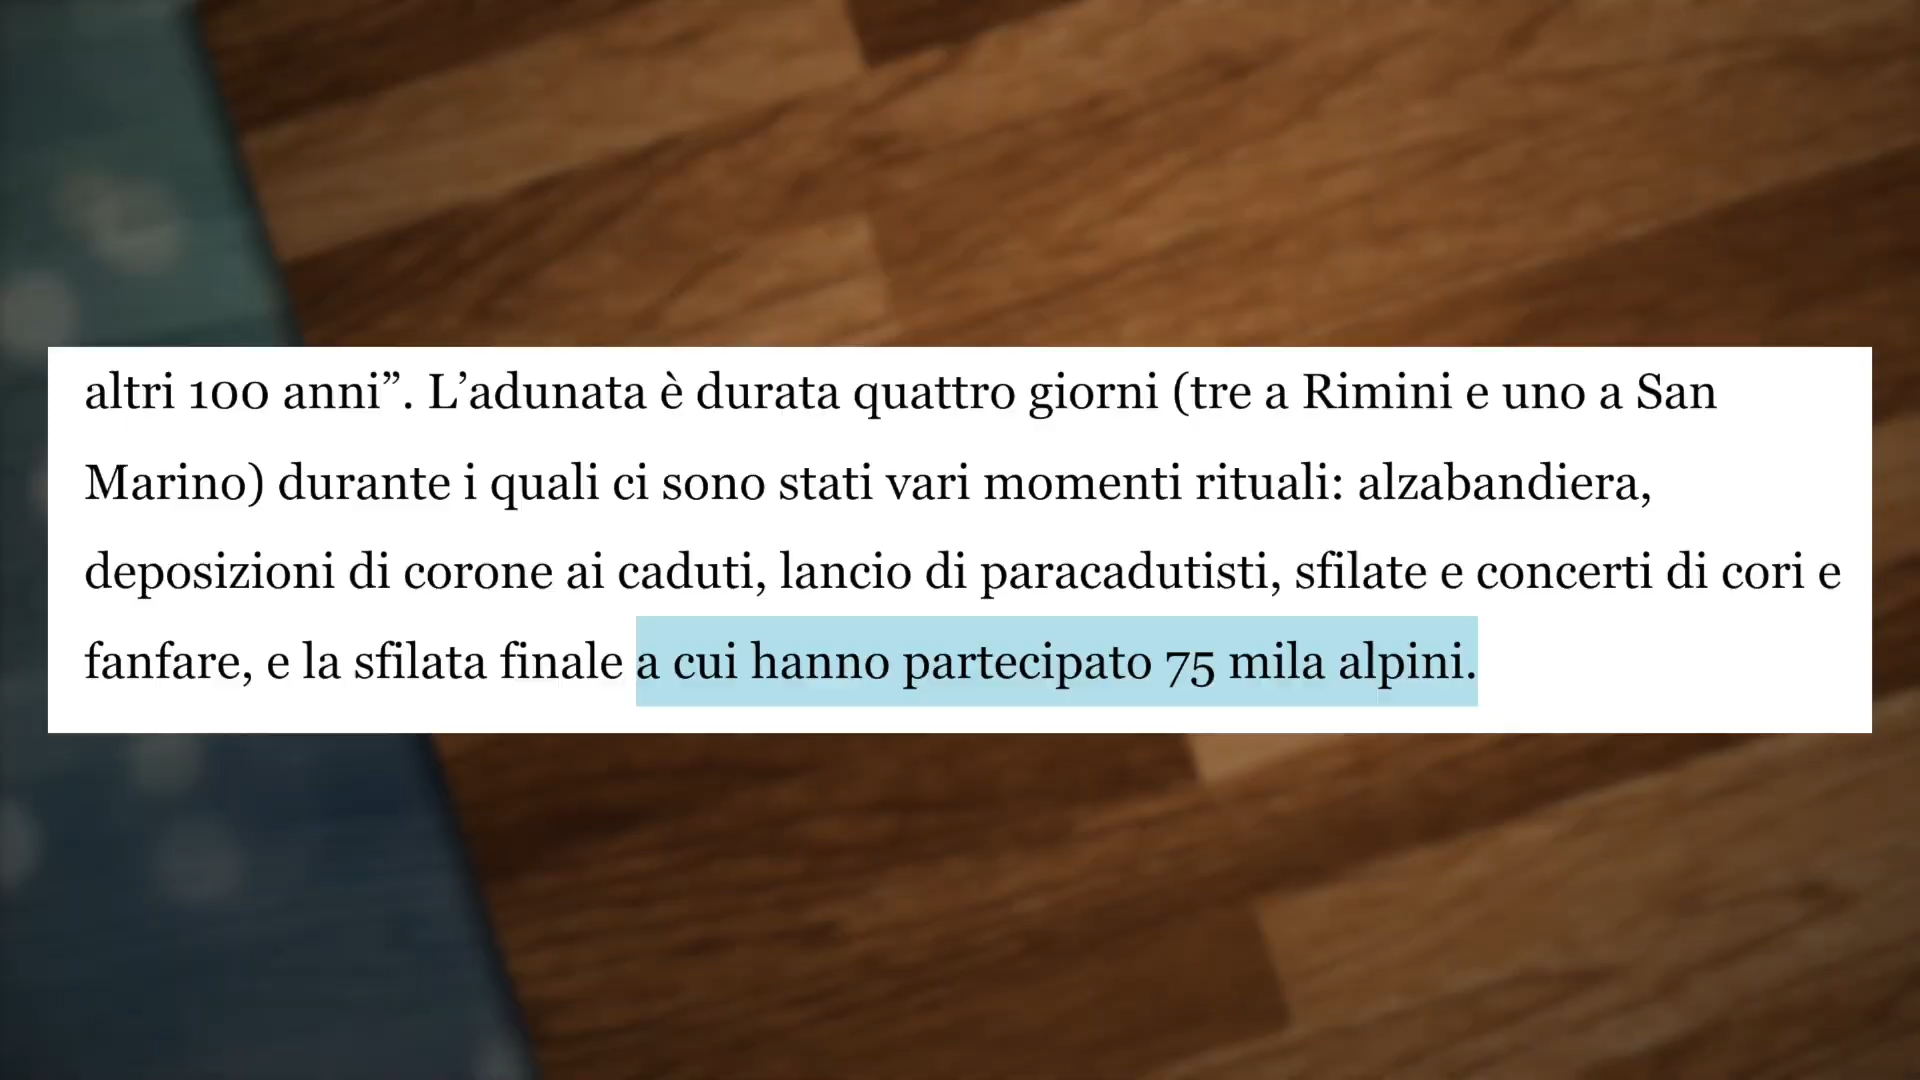 altri 100 anni”. L’adunata è durata quattro giorni (tre a Rimini e uno a San
Marino) durante i quali ci sono stati vari momenti rituali: alzabandiera,
deposizioni di corone ai caduti, lancio di paracadutisti, sfilate e concerti di cori e
fanfare, e la sfilata finale a cui hanno partecipato 75 mila alpini.